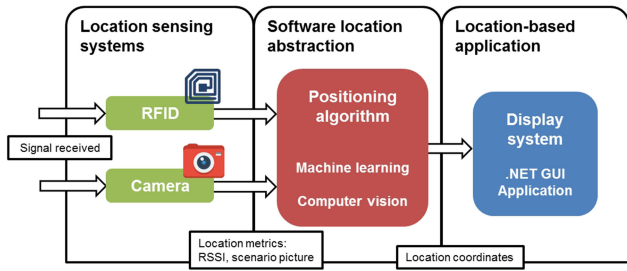 Location sensing
systems
Software location
abstraction
Location-based
application
RFID
Camera
Signal received
Positioning
algorithm
Machine learning
Computer vision
Display
system
.NET GUI
Application
Location metrics:
RSSI, scenario picture
Location coordinates